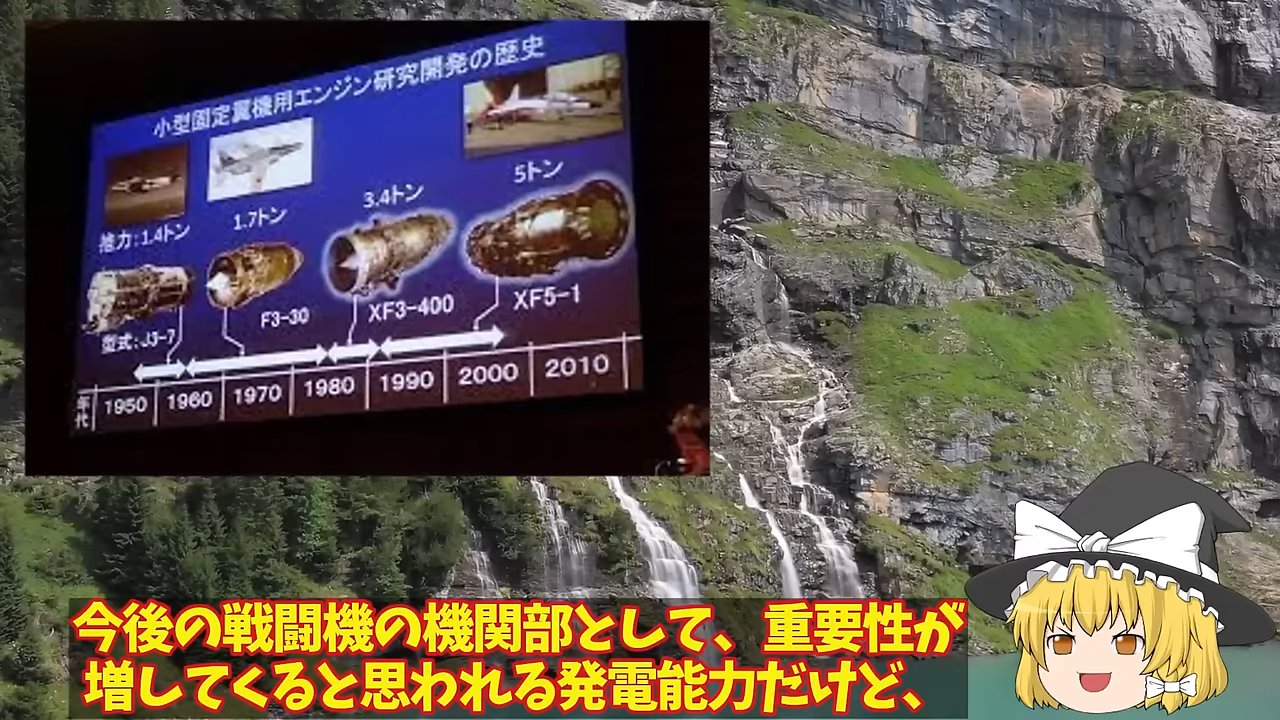 小型固定翼機用エンジン研究開発の歴史
推力:1.4トン
1.7トン
3.4トン
5トン
型式:J3-7
F3-30
XF3-400
XF5-1
年代 1950 1960 1970 1980 1990 2000 2010
今後の戦闘機の機関部として、重要性が
増してくると思われる発電能力だけど、